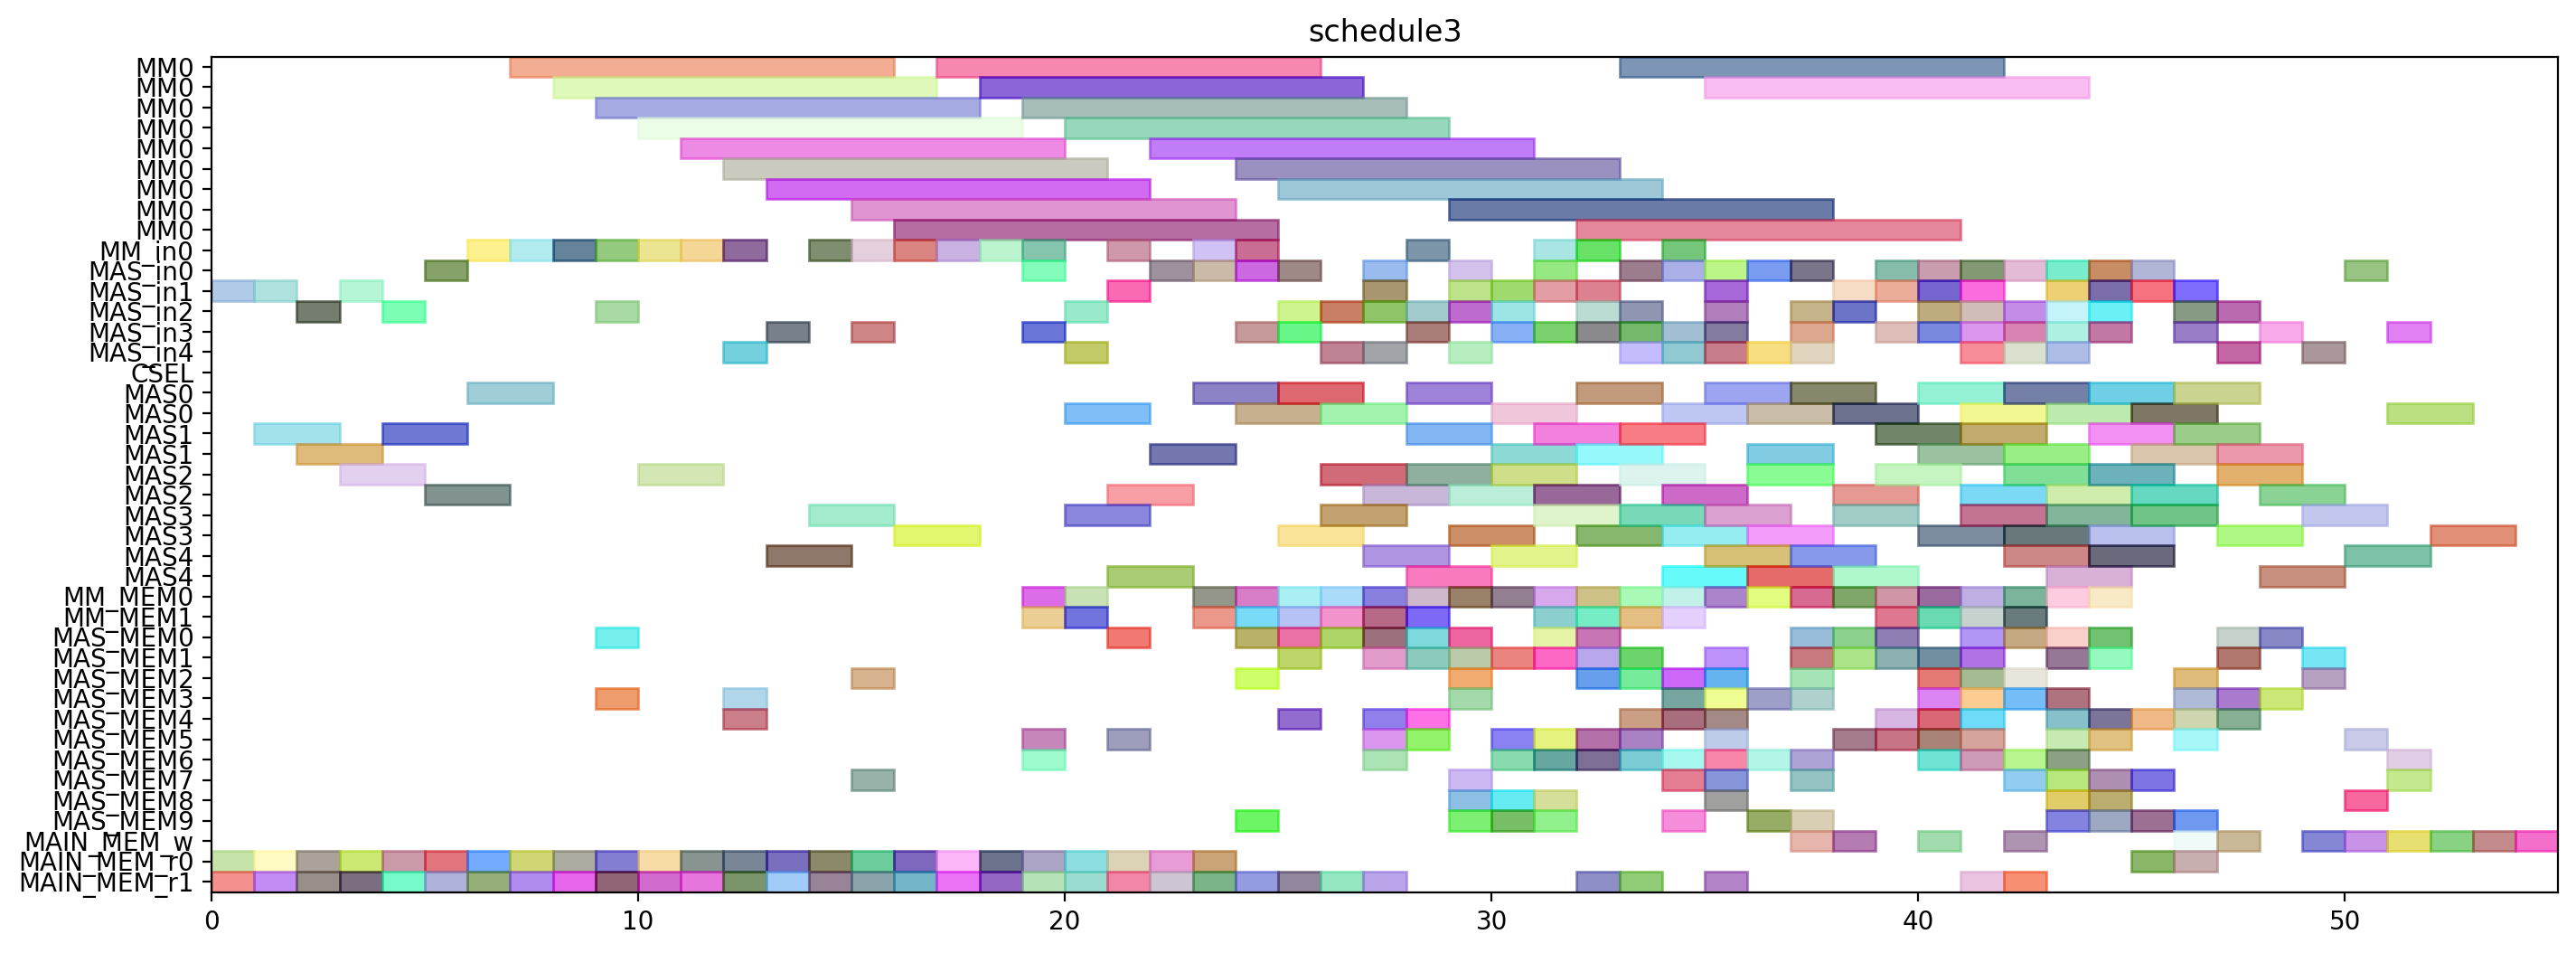 schedule3
MM0
MM0
MM0
MM0
MM0
MM0
MM0
MM0
MM0
MM_in0
MAS_in0
MAS_in1
MAS_in2
MAS_in3
MAS_in4
CSEL
MAS0
MAS0
MAS1
MAS1
MAS2
MAS2
MAS3
MAS3
MAS4
MAS4
MM_MEM0
MM_MEM1
MAS_MEM0
MAS_MEM1
MAS_MEM2
MAS_MEM3
MAS_MEM4
MAS_MEM5
MAS_MEM6
MAS_MEM7
MAS_MEM8
MAS_MEM9
MAIN_MEM_w
MAIN_MEM_r0
MAIN_MEM_r1
0 10 20 30 40 50